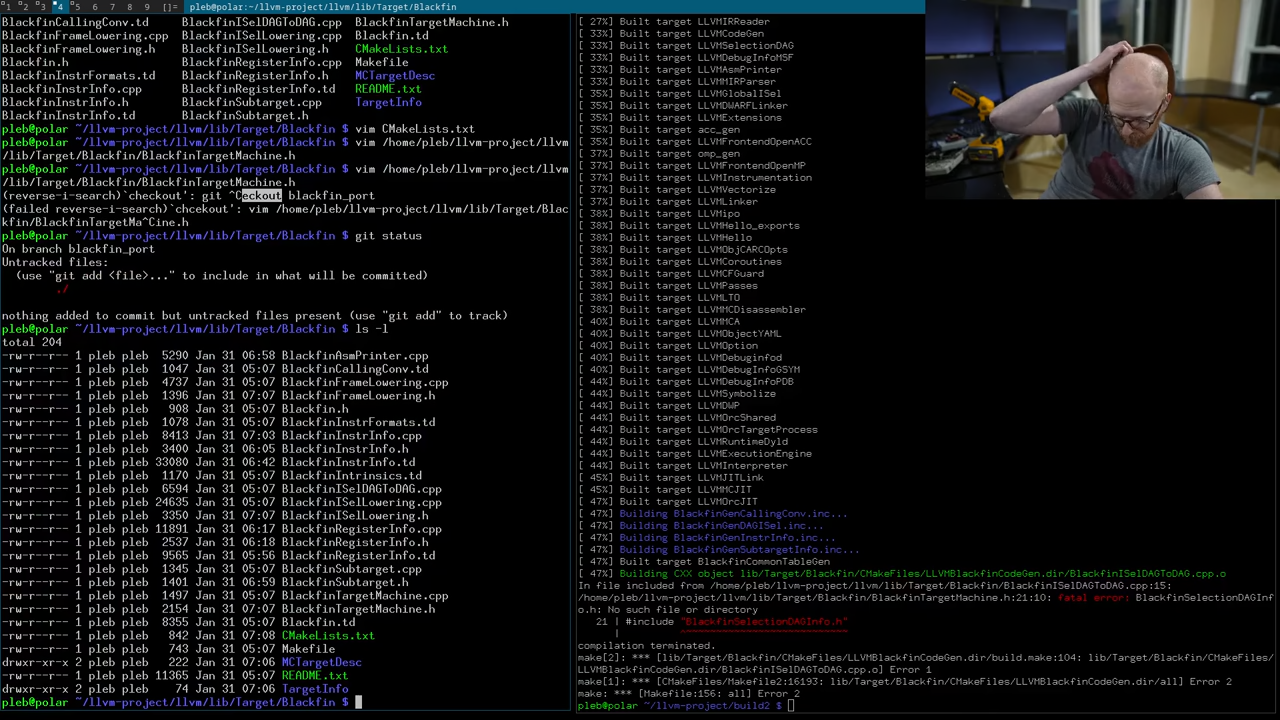 1 2 3 4 5 6 7 8 9 []= pleb@polar:~/llvm-project/llvm/lib/Target/Blackfin
BlackfinCallingConv.td BlackfinISelDAGToDAG.cpp BlackfinTargetMachine.h
BlackfinFrameLowering.cpp BlackfinISelLowering.cpp Blackfin.td
BlackfinFrameLowering.h BlackfinISelLowering.h CMakeLists.txt
Blackfin.h BlackfinRegisterInfo.cpp Makefile
BlackfinInstrFormats.td BlackfinRegisterInfo.h MCTargetDesc
BlackfinInstrInfo.cpp BlackfinRegisterInfo.td README.txt
BlackfinInstrInfo.h BlackfinSubtarget.cpp TargetInfo
BlackfinInstrInfo.td BlackfinSubtarget.h
pleb@polar ~/llvm-project/llvm/lib/Target/Blackfin $ vim CMakeLists.txt
pleb@polar ~/llvm-project/llvm/lib/Target/Blackfin $ vim /home/pleb/llvm-project/llvm
/lib/Target/Blackfin/BlackfinTargetMachine.h
pleb@polar ~/llvm-project/llvm/lib/Target/Blackfin $ vim /home/pleb/llvm-project/llvm
/lib/Target/Blackfin/BlackfinTargetMachine.h
(reverse-i-search)`checkout': git ^Ceckout blackfin_port
(failed reverse-i-search)`chcekout': vim /home/pleb/llvm-project/llvm/lib/Target/Blac
kfin/BlackfinTargetMa^Cine.h
pleb@polar ~/llvm-project/llvm/lib/Target/Blackfin $ git status
On branch blackfin_port
Untracked files:
(use "git add <file>..." to include in what will be committed)
./
nothing added to commit but untracked files present (use "git add" to track)
pleb@polar ~/llvm-project/llvm/lib/Target/Blackfin $ ls -l
total 204
-rw-r--r-- 1 pleb pleb 5290 Jan 31 06:58 BlackfinAsmPrinter.cpp
-rw-r--r-- 1 pleb pleb 1047 Jan 31 05:07 BlackfinCallingConv.td
-rw-r--r-- 1 pleb pleb 4737 Jan 31 05:07 BlackfinFrameLowering.cpp
-rw-r--r-- 1 pleb pleb 1396 Jan 31 07:07 BlackfinFrameLowering.h
-rw-r--r-- 1 pleb pleb 908 Jan 31 05:07 Blackfin.h
-rw-r--r-- 1 pleb pleb 1078 Jan 31 05:07 BlackfinInstrFormats.td
-rw-r--r-- 1 pleb pleb 8413 Jan 31 07:03 BlackfinInstrInfo.cpp
-rw-r--r-- 1 pleb pleb 3400 Jan 31 06:05 BlackfinInstrInfo.h
-rw-r--r-- 1 pleb pleb 33080 Jan 31 06:42 BlackfinInstrInfo.td
-rw-r--r-- 1 pleb pleb 1170 Jan 31 05:07 BlackfinIntrinsics.td
-rw-r--r-- 1 pleb pleb 6594 Jan 31 05:07 BlackfinISelDAGToDAG.cpp
-rw-r--r-- 1 pleb pleb 24635 Jan 31 05:07 BlackfinISelLowering.cpp
-rw-r--r-- 1 pleb pleb 3350 Jan 31 07:07 BlackfinISelLowering.h
-rw-r--r-- 1 pleb pleb 11891 Jan 31 06:17 BlackfinRegisterInfo.cpp
-rw-r--r-- 1 pleb pleb 2537 Jan 31 06:18 BlackfinRegisterInfo.h
-rw-r--r-- 1 pleb pleb 9565 Jan 31 05:56 BlackfinRegisterInfo.td
-rw-r--r-- 1 pleb pleb 1345 Jan 31 05:07 BlackfinSubtarget.cpp
-rw-r--r-- 1 pleb pleb 1401 Jan 31 06:59 BlackfinSubtarget.h
-rw-r--r-- 1 pleb pleb 1497 Jan 31 05:07 BlackfinTargetMachine.cpp
-rw-r--r-- 1 pleb pleb 2154 Jan 31 07:07 BlackfinTargetMachine.h
-rw-r--r-- 1 pleb pleb 8355 Jan 31 05:07 Blackfin.td
-rw-r--r-- 1 pleb pleb 842 Jan 31 07:08 CMakeLists.txt
-rw-r--r-- 1 pleb pleb 743 Jan 31 05:07 Makefile
drwxr-xr-x 2 pleb pleb 222 Jan 31 07:06 MCTargetDesc
-rw-r--r-- 1 pleb pleb 11365 Jan 31 05:07 README.txt
drwxr-xr-x 2 pleb pleb 74 Jan 31 07:06 TargetInfo
pleb@polar ~/llvm-project/llvm/lib/Target/Blackfin $
[ 27%] Built target LLVMIRReader
[ 33%] Built target LLVMCodeGen
[ 33%] Built target LLVMSelectionDAG
[ 33%] Built target LLVMDebugInfoMSF
[ 35%] Built target LLVMAsmPrinter
[ 35%] Built target LLVMMIRParser
[ 35%] Built target LLVMGlobalISel
[ 35%] Built target LLVMDWARFLinker
[ 35%] Built target LLVMExtensions
[ 35%] Built target acc_gen
[ 35%] Built target LLVMFrontendOpenACC
[ 37%] Built target omp_gen
[ 37%] Built target LLVMFrontendOpenMP
[ 37%] Built target LLVMInstrumentation
[ 37%] Built target LLVMVectorize
[ 37%] Built target LLVMLinker
[ 38%] Built target LLVMipo
[ 38%] Built target LLVMHello_exports
[ 38%] Built target LLVMHello
[ 38%] Built target LLVMObjCARCOpts
[ 38%] Built target LLVMCoroutines
[ 38%] Built target LLVMCFGuard
[ 38%] Built target LLVMPasses
[ 38%] Built target LLVMLTO
[ 38%] Built target LLVMMCDisassembler
[ 40%] Built target LLVMMCA
[ 40%] Built target LLVMObjectYAML
[ 40%] Built target LLVMOption
[ 40%] Built target LLVMDebuginfod
[ 40%] Built target LLVMDebugInfoGSYM
[ 44%] Built target LLVMDebugInfoPDB
[ 44%] Built target LLVMSymbolize
[ 44%] Built target LLVMDWP
[ 44%] Built target LLVMOrcShared
[ 44%] Built target LLVMOrcTargetProcess
[ 44%] Built target LLVMRuntimeDyld
[ 44%] Built target LLVMExecutionEngine
[ 44%] Built target LLVMInterpreter
[ 45%] Built target LLVMJITLink
[ 45%] Built target LLVMMCJIT
[ 47%] Built target LLVMOrcJIT
[ 47%] Building BlackfinGenCallingConv.inc...
[ 47%] Building BlackfinGenDAGISel.inc...
[ 47%] Building BlackfinGenInstrInfo.inc...
[ 47%] Building BlackfinGenSubtargetInfo.inc...
[ 47%] Built target BlackfinCommonTableGen
[ 47%] Building CXX object lib/Target/Blackfin/CMakeFiles/LLVMBlackfinCodeGen.dir/BlackfinISelDAGToDAG.cpp.o
In file included from /home/pleb/llvm-project/llvm/lib/Target/Blackfin/BlackfinISelDAGToDAG.cpp:15:
/home/pleb/llvm-project/llvm/lib/Target/Blackfin/BlackfinTargetMachine.h:21:10: fatal error: BlackfinSelectionDAGInf
o.h: No such file or directory
21 | #include "BlackfinSelectionDAGInfo.h"
| ^~~~~~~~~~~~~~~~~~~~~~~~~~~~
compilation terminated.
make[2]: *** [lib/Target/Blackfin/CMakeFiles/LLVMBlackfinCodeGen.dir/build.make:104: lib/Target/Blackfin/CMakeFiles/
LLVMBlackfinCodeGen.dir/BlackfinISelDAGToDAG.cpp.o] Error 1
make[1]: *** [CMakeFiles/Makefile2:16193: lib/Target/Blackfin/CMakeFiles/LLVMBlackfinCodeGen.dir/all] Error 2
make: *** [Makefile:156: all] Error 2
pleb@polar ~/llvm-project/build2 $